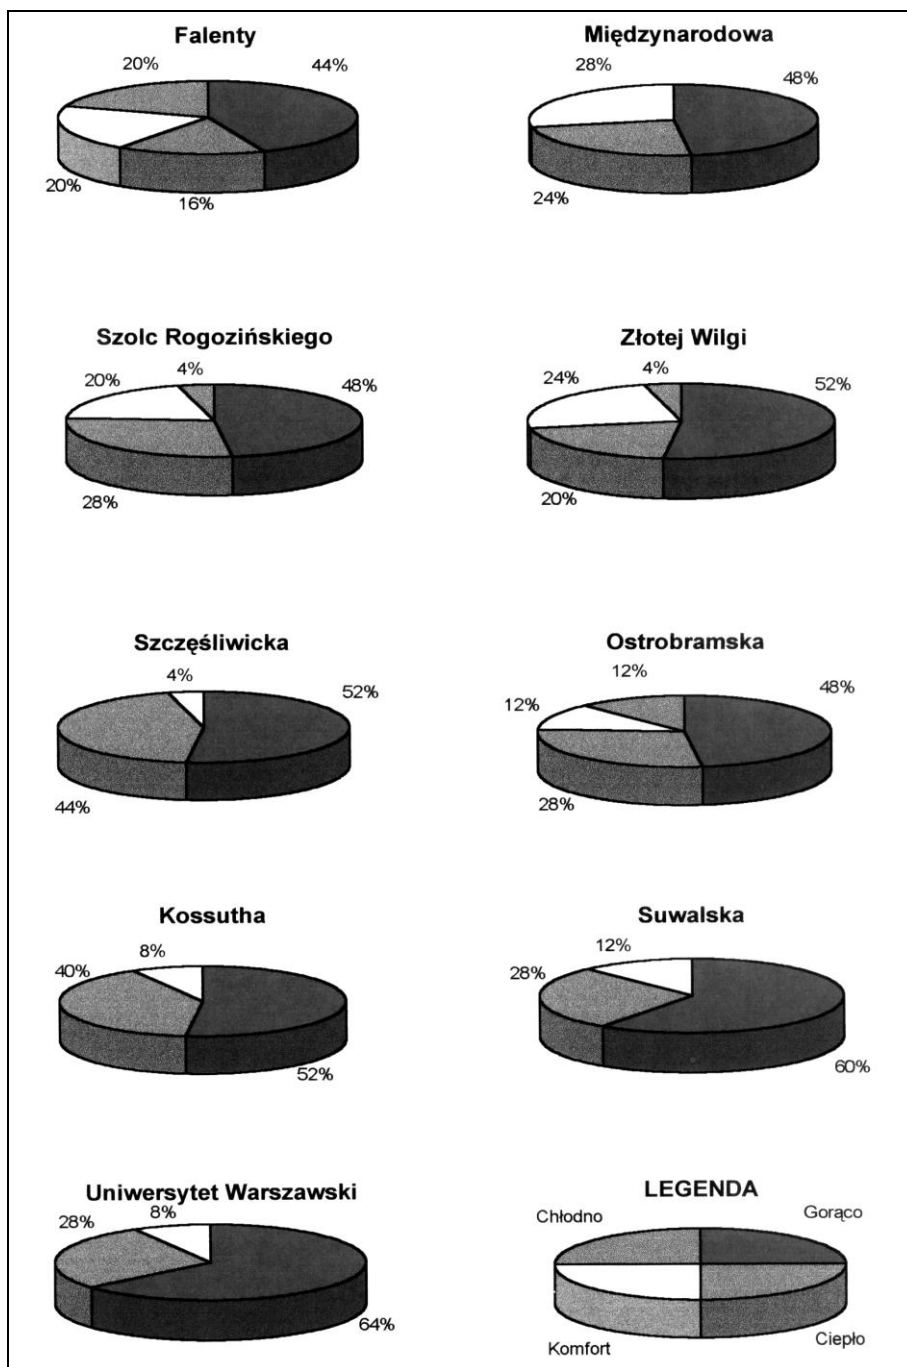 Falenty
20%
44%
20%
16%
Międzynarodowa
28%
48%
24%
Szolc Rogozińskiego
20%
4%
48%
28%
Złotej Wilgi
24%
4%
52%
20%
Szczęśliwicka
4%
52%
44%
Ostrobramska
12%
12%
48%
28%
Kossutha
40%
8%
52%
Suwalska
28%
12%
60%
Uniwersytet Warszawski
28%
8%
64%
LEGENDA
Chłodno
Gorąco
Komfort
Ciepło